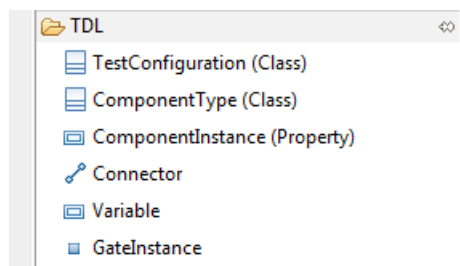 TDL
TestConfiguration (Class)
ComponentType (Class)
ComponentInstance (Property)
Connector
Variable
GateInstance